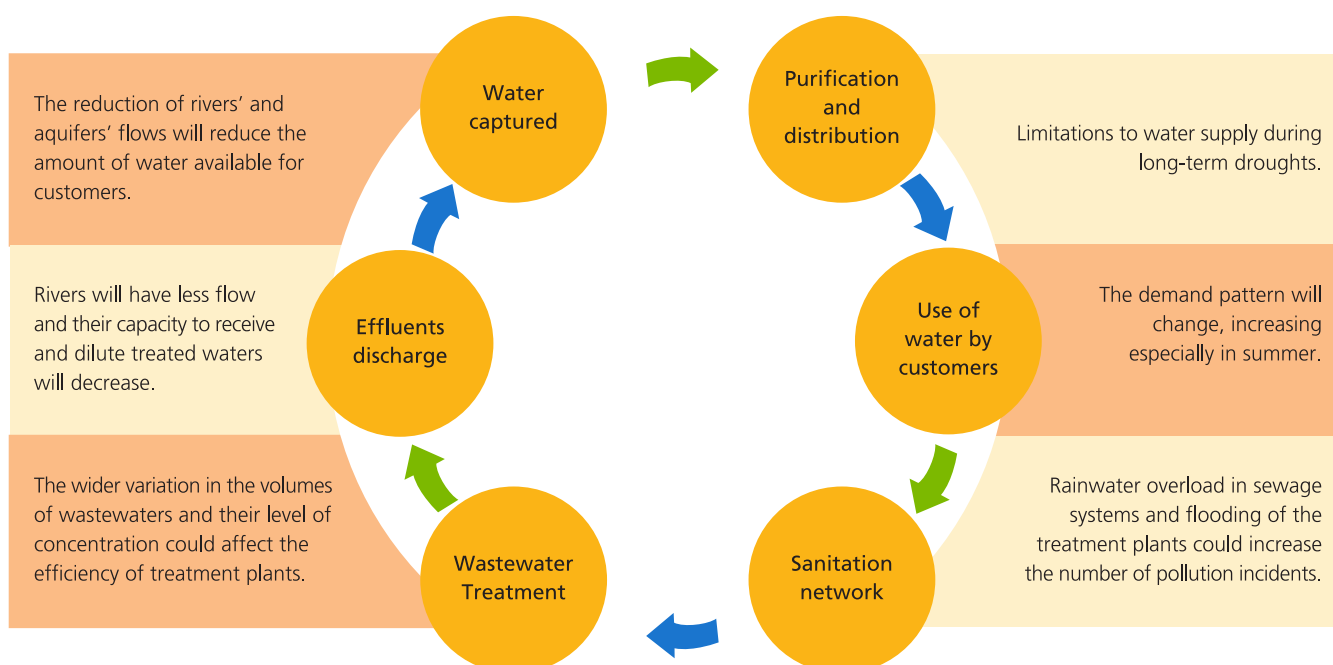 The reduction of rivers' and
aquifers' flows will reduce the
amount of water available for
customers.
Water
captured
Purification
and
distribution
Limitations to water supply during
long-term droughts.
Rivers will have less flow
and their capacity to receive
and dilute treated waters
will decrease.
Effluents
discharge
Use of
water by
customers
The demand pattern will
change, increasing
especially in summer.
The wider variation in the volumes
of wastewaters and their level of
concentration could affect the
efficiency of treatment plants.
Wastewater
Treatment
Sanitation
network
Rainwater overload in sewage
systems and flooding of the
treatment plants could increase
the number of pollution incidents.